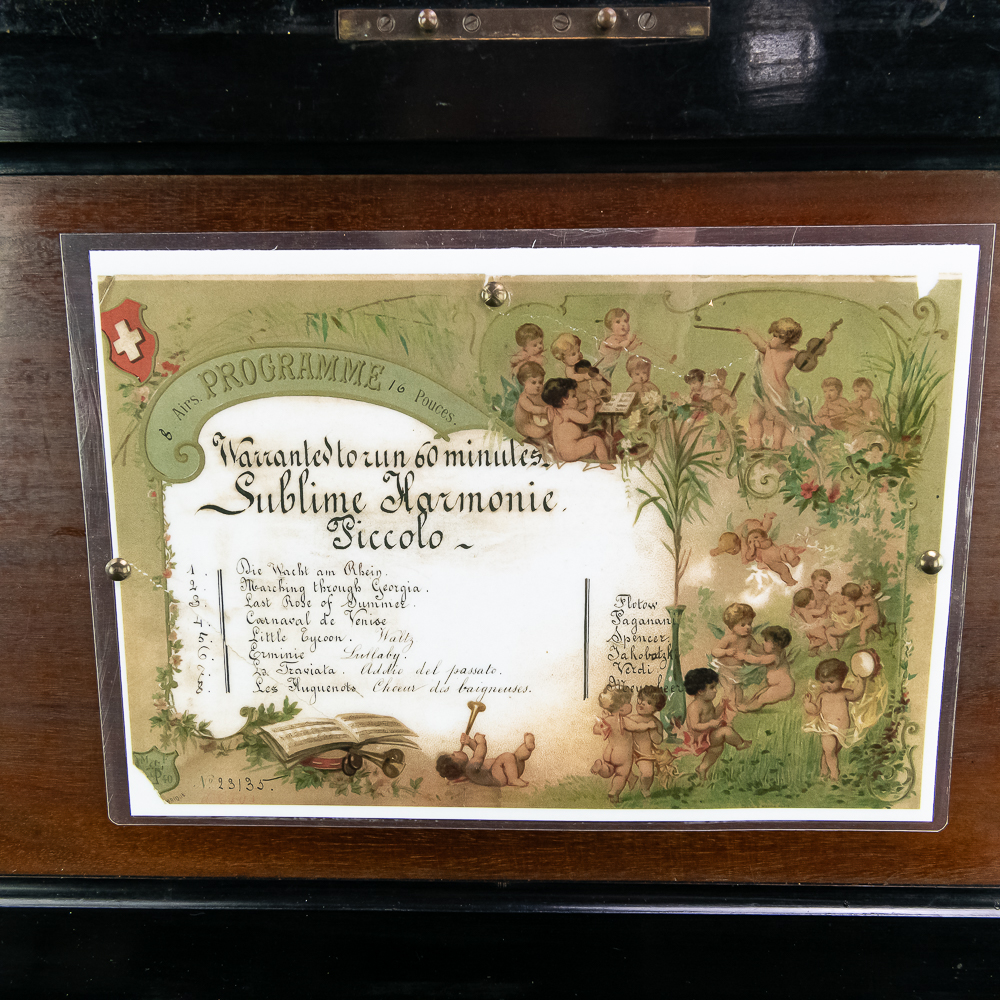 PROGRAMME
8 Airs. 16 Pouces.
Warranted to run 60 minutes.
Sublime Harmonie.
Piccolo ~
1. Die Wacht am Rhein.
2. Marching through Georgia.
3. Last Rose of Summer. Flotow
4. Carnaval de Venise Paganani
5. Little Tycoon. Waltz Spencer.
6. Erminie Lullaby. Jakobatzk
La Traviata. Addio del passato. Verdi
8. Les Huguenots. Choeur des baigneuses. Meyerbeer
No 23135.